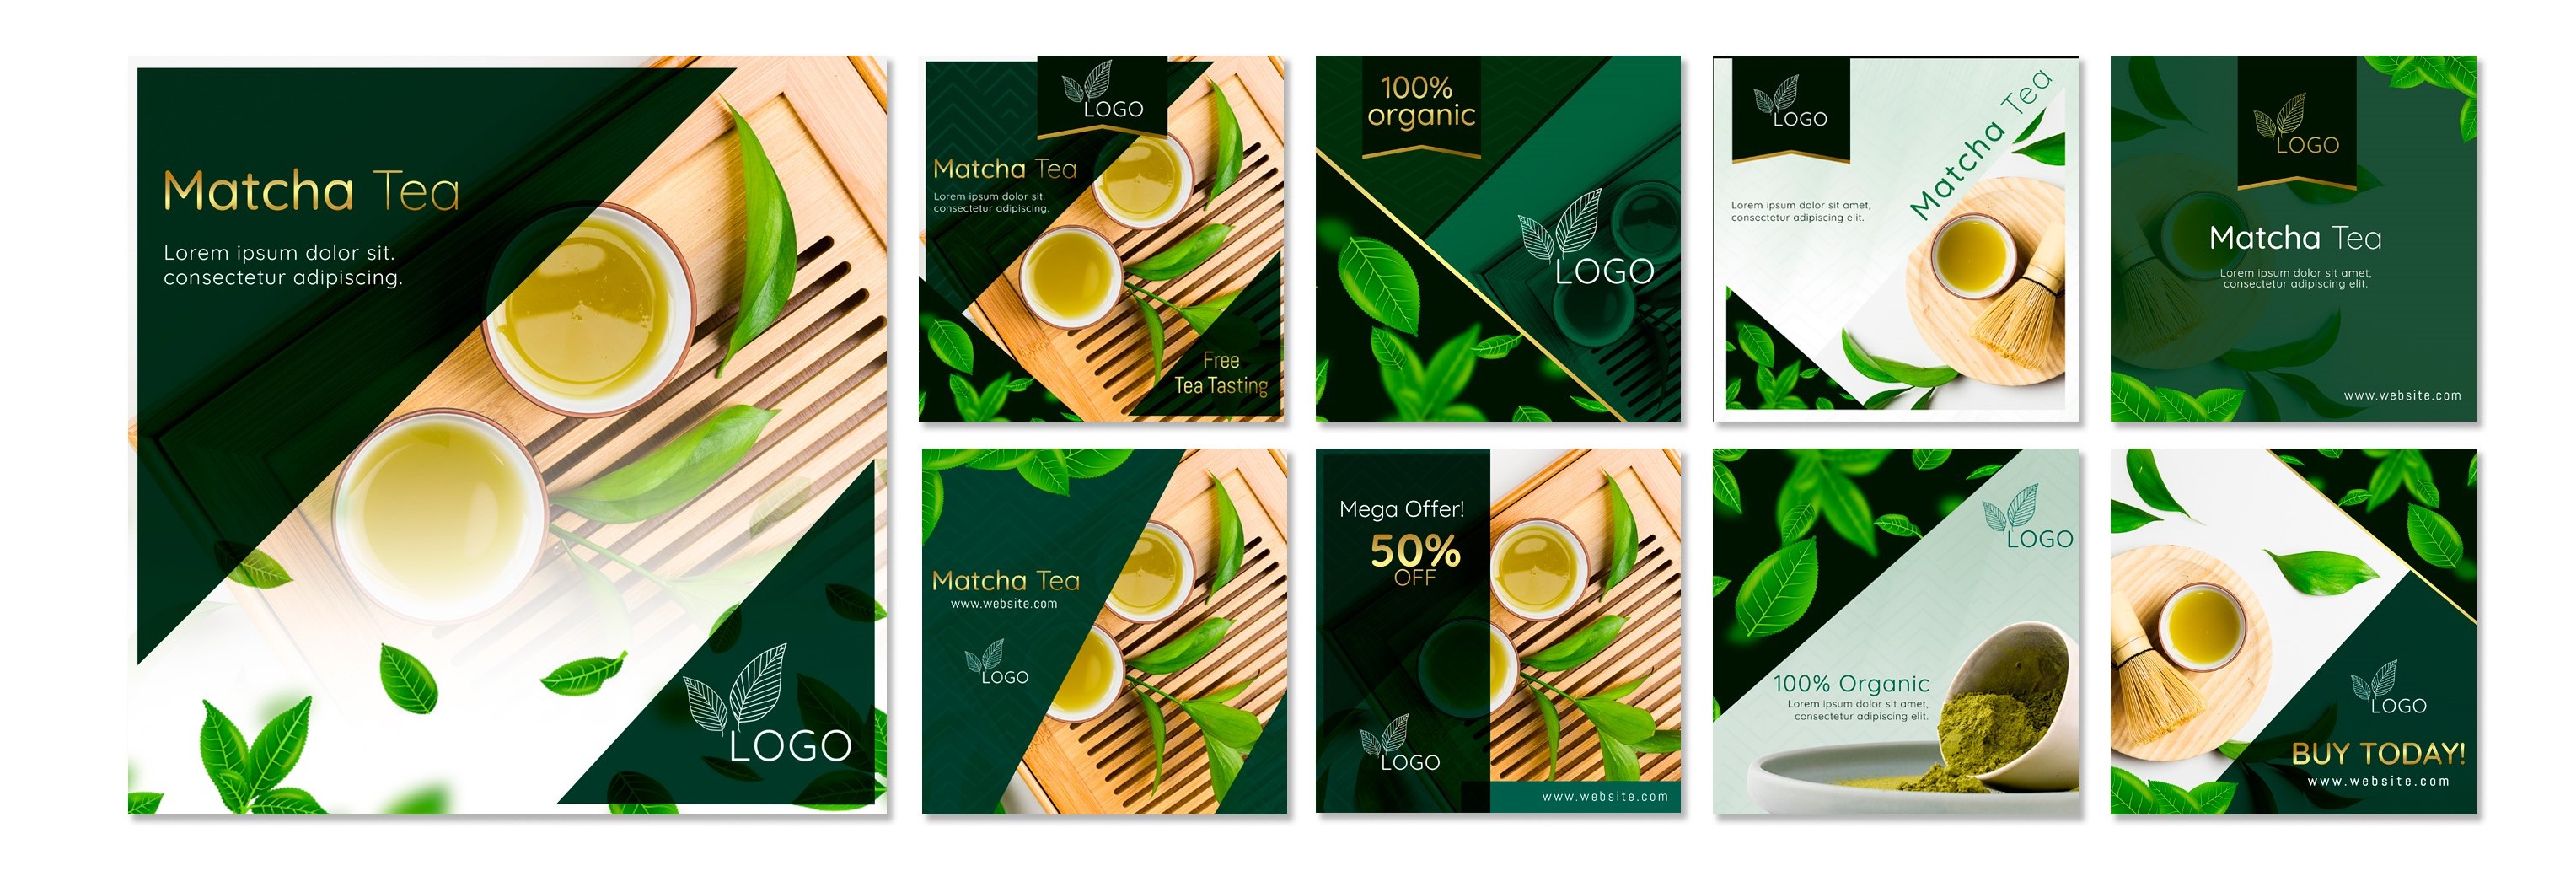 Matcha Tea
Lorem ipsum dolor sit.
consectetur adipiscing.
LOGO
LOGO
Matcha Tea
Lorem ipsum dolor sit.
consectetur adipiscing.
Free
Tea Tasting
100%
organic
LOGO
LOGO
Matcha Tea
Lorem ipsum dolor sit amet,
consectetur adipiscing elit.
LOGO
Matcha Tea
Lorem ipsum dolor sit amet,
consectetur adipiscing elit.
www.website.com
Matcha Tea
www.website.com
LOGO
Mega Offer!
50%
OFF
LOGO
www.website.com
LOGO
100% Organic
Lorem ipsum dolor sit amet,
consectetur adipiscing elit.
LOGO
BUY TODAY!
www.website.com